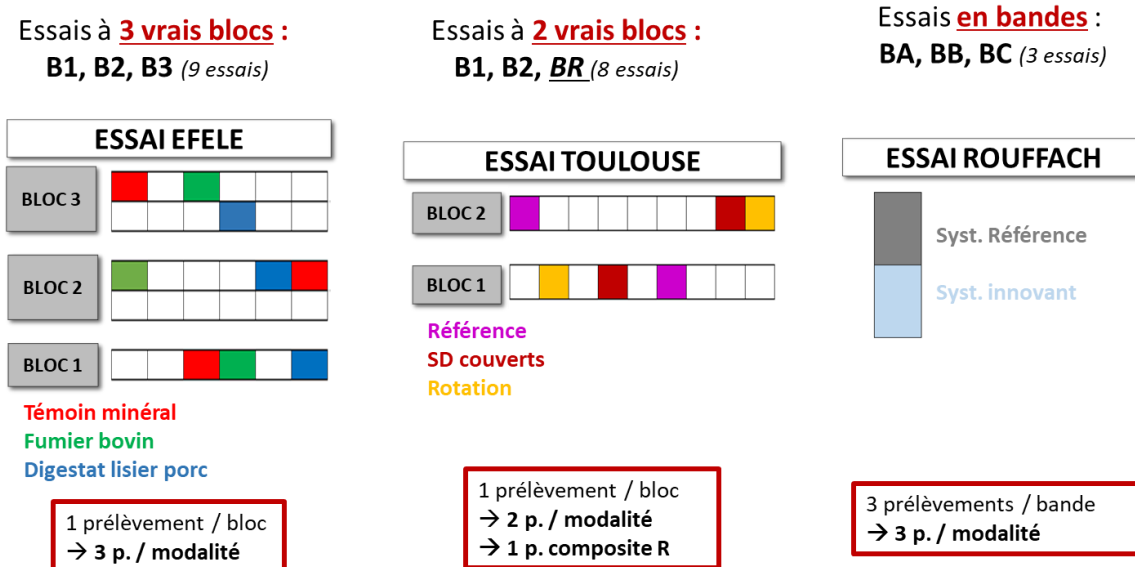 Essais à 3 vrais blocs :
B1, B2, B3 (9 essais)
ESSAI EFELE
BLOC 3
BLOC 2
BLOC 1
Témoin minéral
Fumier bovin
Digestat lisier porc
1 prélèvement / bloc
→ 3 p. / modalité
Essais à 2 vrais blocs :
B1, B2, BR (8 essais)
ESSAI TOULOUSE
BLOC 2
BLOC 1
Référence
SD couverts
Rotation
1 prélèvement / bloc
→ 2 p. / modalité
→ 1 p. composite R
Essais en bandes :
BA, BB, BC (3 essais)
ESSAI ROUFFACH
Syst. Référence
Syst. innovant
3 prélèvements / bande
→ 3 p. / modalité